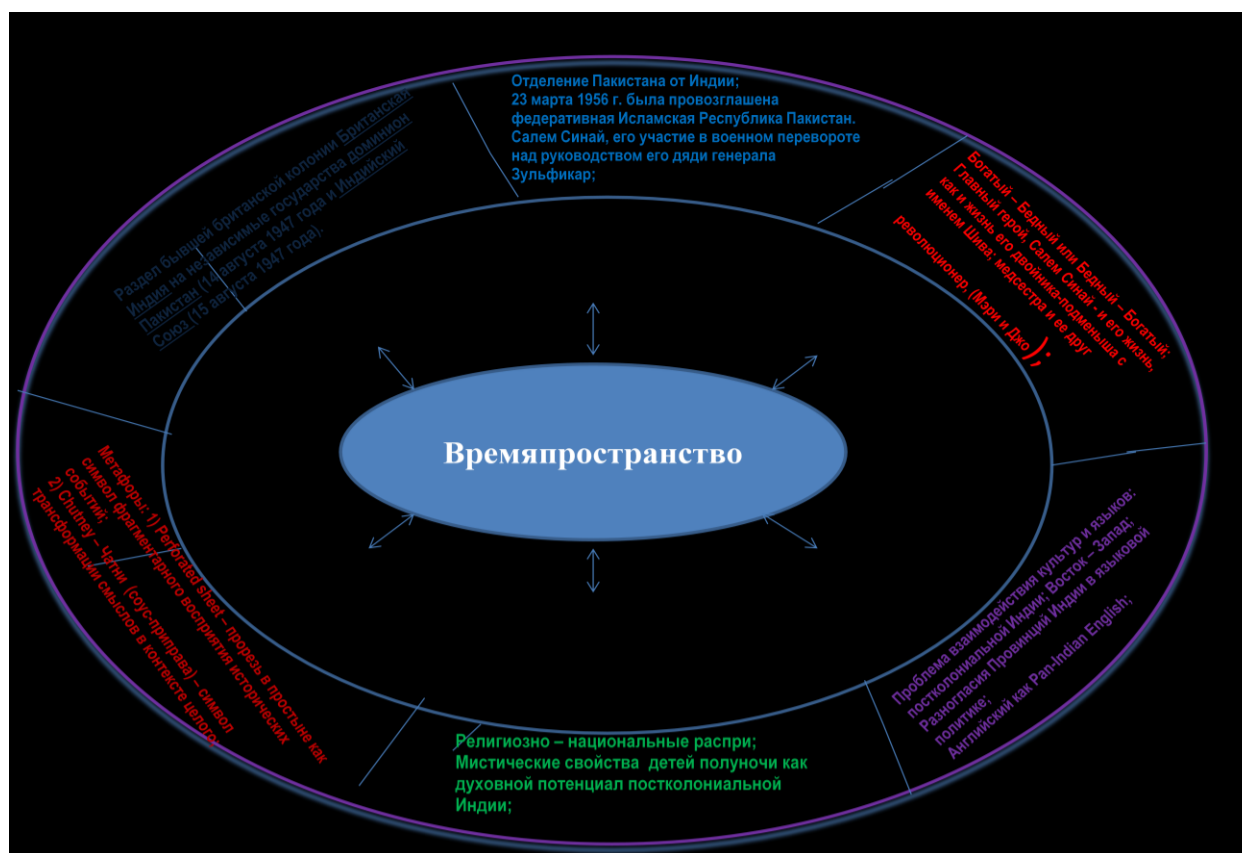 Отделение Пакистана от Индии;
23 марта 1956 г. была провозглашена
федеративная Исламская Республика Пакистан.
Салем Синай, его участие в военном перевороте
над руководством его дяди генерала
Зульфикар;
Богатый – Бедный или Бедный – Богатый:
Главный герой, Салем Синай - и его жизнь,
как и жизнь его двойника-подменыша с
именем Шива; медсестра и ее друг
революционер, (Мэри и Джо);
Проблема взаимодействия культур и языков:
постколониальной Индии; Восток – Запад;
Разногласия Провинций Индии в языковой
политике;
Английский как Pan-Indian English;
Религиозно – национальные распри;
Мистические свойства детей полуночи как
духовный потенциал постколониальной
Индии;
Метафоры: 1) Perforated sheet – прорезь в простыне как
символ фрагментарного восприятия исторических
событий;
2) Chutney – Чатни (соус-приправа) – символ
трансформации смыслов в контексте целого;
Раздел бывшей британской колонии Британская
Индия на независимые государства доминион
Пакистан (14 августа 1947 года и Индийский
Союз (15 августа 1947 года).
Времяпространство